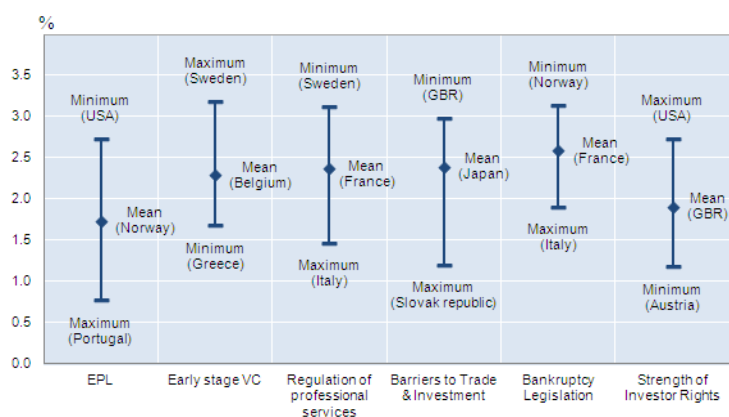 %
3.5
3.0
2.5
2.0
1.5
1.0
0.5
0.0
Minimum
(USA)
Mean
(Norway)
Maximum
(Portugal)
Maximum
(Sweden)
Mean
(Belgium)
Minimum
(Greece)
Minimum
(Sweden)
Mean
(France)
Maximum
(Italy)
Minimum
(GBR)
Mean
(Japan)
Maximum
(Slovak republic)
Minimum
(Norway)
Mean
(France)
Maximum
(Italy)
Maximum
(USA)
Mean
(GBR)
Minimum
(Austria)
EPL
Early stage VC
Regulation of
professional
services
Barriers to Trade
& Investment
Bankruptcy
Legislation
Strength of
Investor Rights